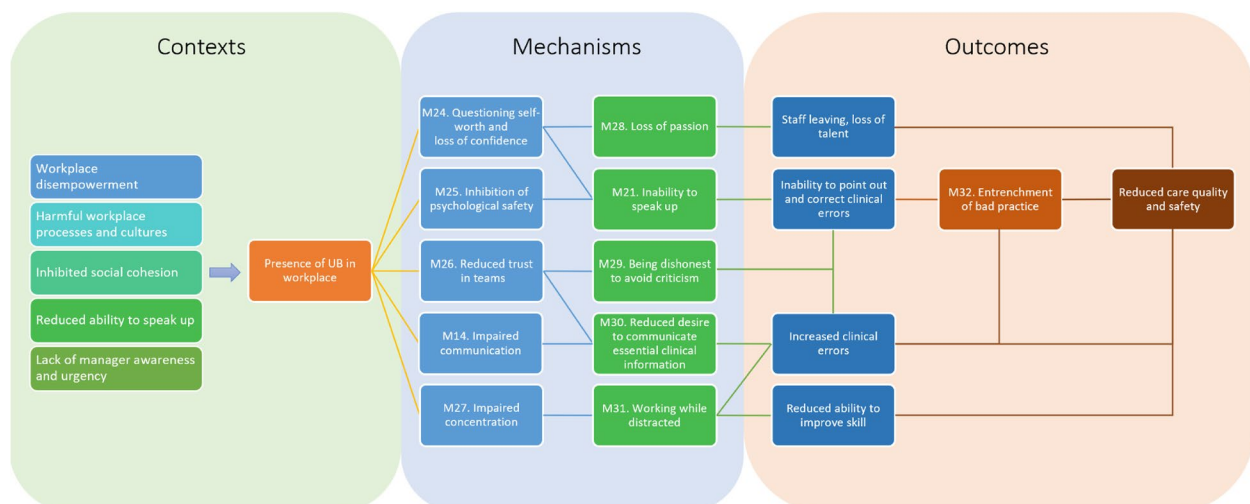 Contexts
Mechanisms
Outcomes
Workplace
disempowerment
Harmful workplace
processes and cultures
Inhibited social cohesion
Reduced ability to speak up
Lack of manager awareness
and urgency
Presence of UB in
workplace
M24. Questioning self-
worth and
loss of confidence
M25. Inhibition of
psychological safety
M26. Reduced trust
in teams
M14. Impaired
communication
M27. Impaired
concentration
M28. Loss of passion
M21. Inability to
speak up
M29. Being dishonest
to avoid criticism
M30. Reduced desire
to communicate
essential clinical
information
M31. Working while
distracted
Staff leaving, loss of
talent
Inability to point out
and correct clinical
errors
Increased clinical
errors
Reduced ability to
improve skill
M32. Entrenchment
of bad practice
Reduced care quality
and safety